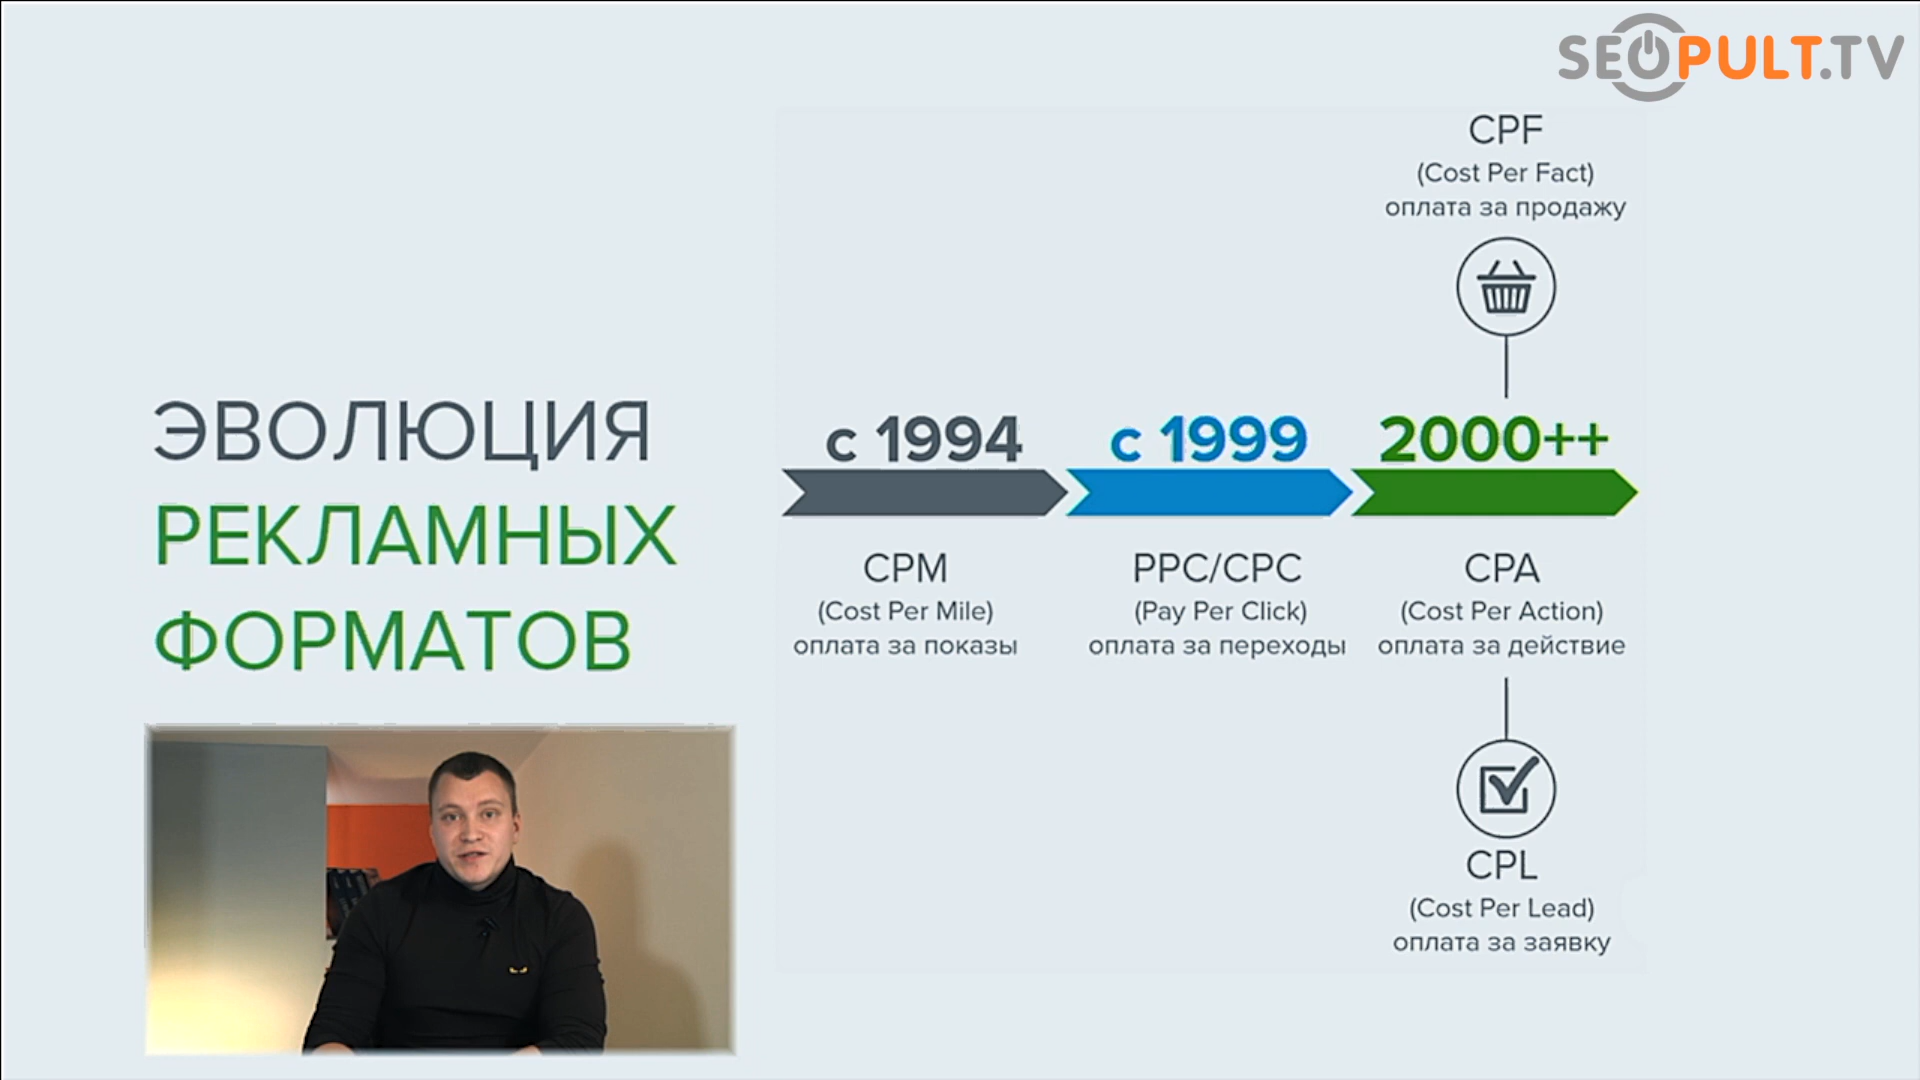 SEOPULT.TV
CPF
(Cost Per Fact)
оплата за продажу
ЭВОЛЮЦИЯ
РЕКЛАМНЫХ
ФОРМАТОВ
с 1994
с 1999
2000++
CPM
(Cost Per Mile)
оплата за показы
PPC/CPC
(Pay Per Click)
оплата за переходы
CPA
(Cost Per Action)
оплата за действие
CPL
(Cost Per Lead)
оплата за заявку